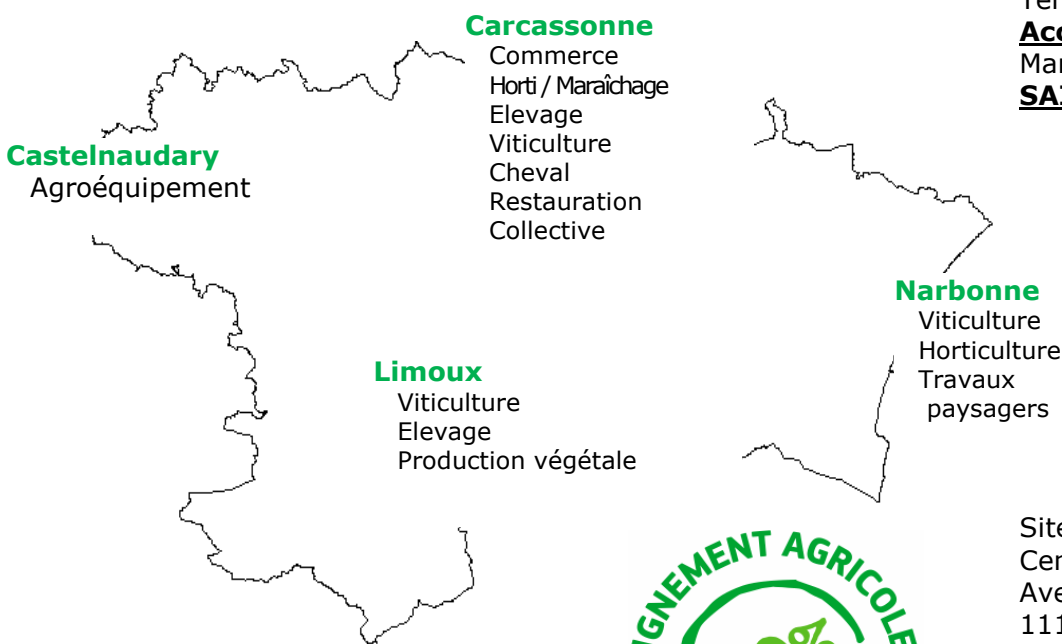 Carcassonne
Commerce
Horti / Maraîchage
Elevage
Viticulture
Cheval
Restauration
Collective
Castelnaudary
Agroéquipement
Narbonne
Viticulture
Horticulture
Travaux
paysagers
Limoux
Viticulture
Elevage
Production végétale